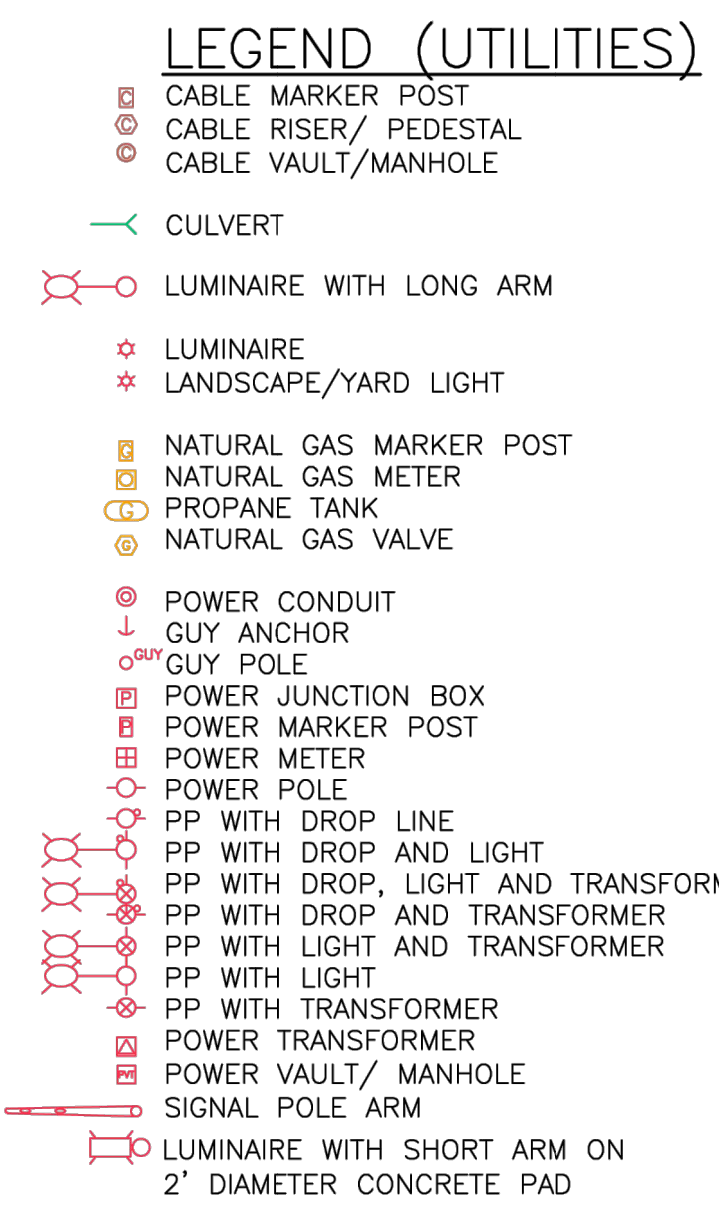 LEGEND (UTILITIES)
C CABLE MARKER POST
C CABLE RISER/ PEDESTAL
C CABLE VAULT/MANHOLE
CULVERT
LUMINAIRE WITH LONG ARM
LUMINAIRE
LANDSCAPE/YARD LIGHT
G NATURAL GAS MARKER POST
NATURAL GAS METER
G PROPANE TANK
G NATURAL GAS VALVE
POWER CONDUIT
GUY ANCHOR
GUY GUY POLE
P POWER JUNCTION BOX
P POWER MARKER POST
POWER METER
POWER POLE
PP WITH DROP LINE
PP WITH DROP AND LIGHT
PP WITH DROP, LIGHT AND TRANSFORM
PP WITH DROP AND TRANSFORMER
PP WITH LIGHT AND TRANSFORMER
PP WITH LIGHT
PP WITH TRANSFORMER
POWER TRANSFORMER
PVT POWER VAULT/ MANHOLE
SIGNAL POLE ARM
LUMINAIRE WITH SHORT ARM ON
2' DIAMETER CONCRETE PAD